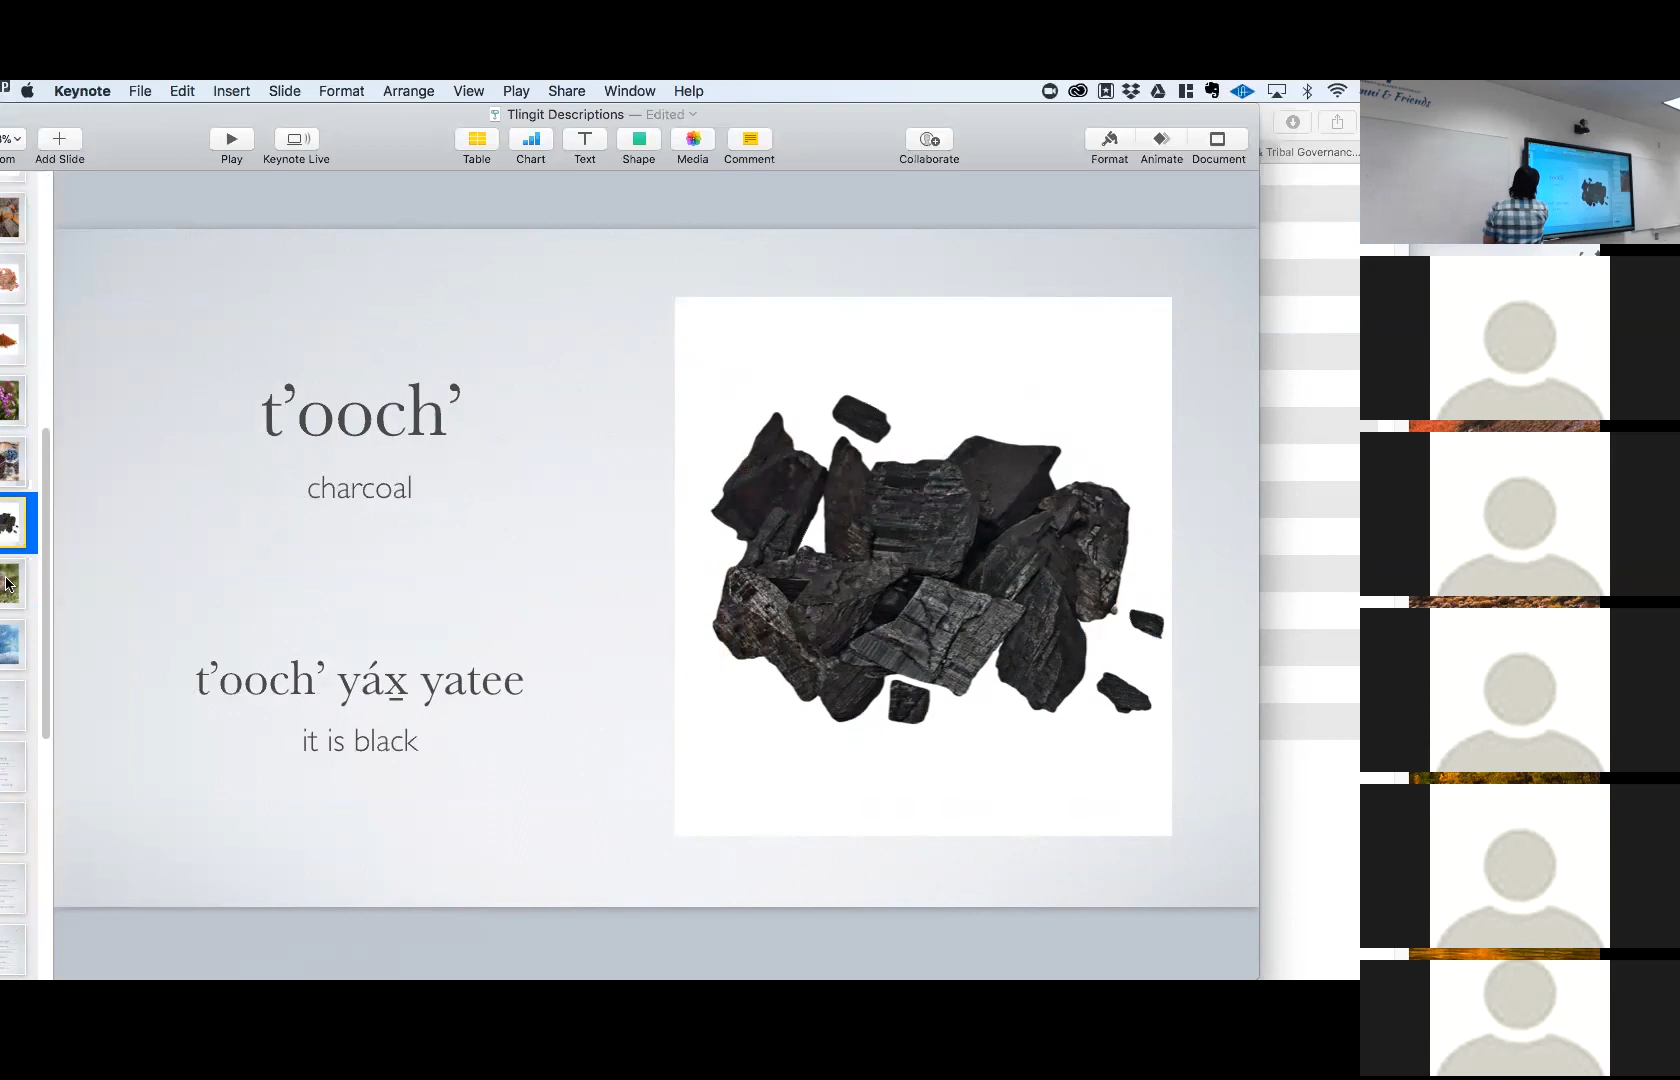 Keynote File Edit Insert Slide Format Arrange View Play Share Window Help
Tlingit Descriptions — Edited
Add Slide Play Keynote Live Table Chart Text Shape Media Comment Collaborate Format Animate Document
Tribal Governanc...
t’ooch’
charcoal
t’ooch’ yáx̲ yatee
it is black
& Friends